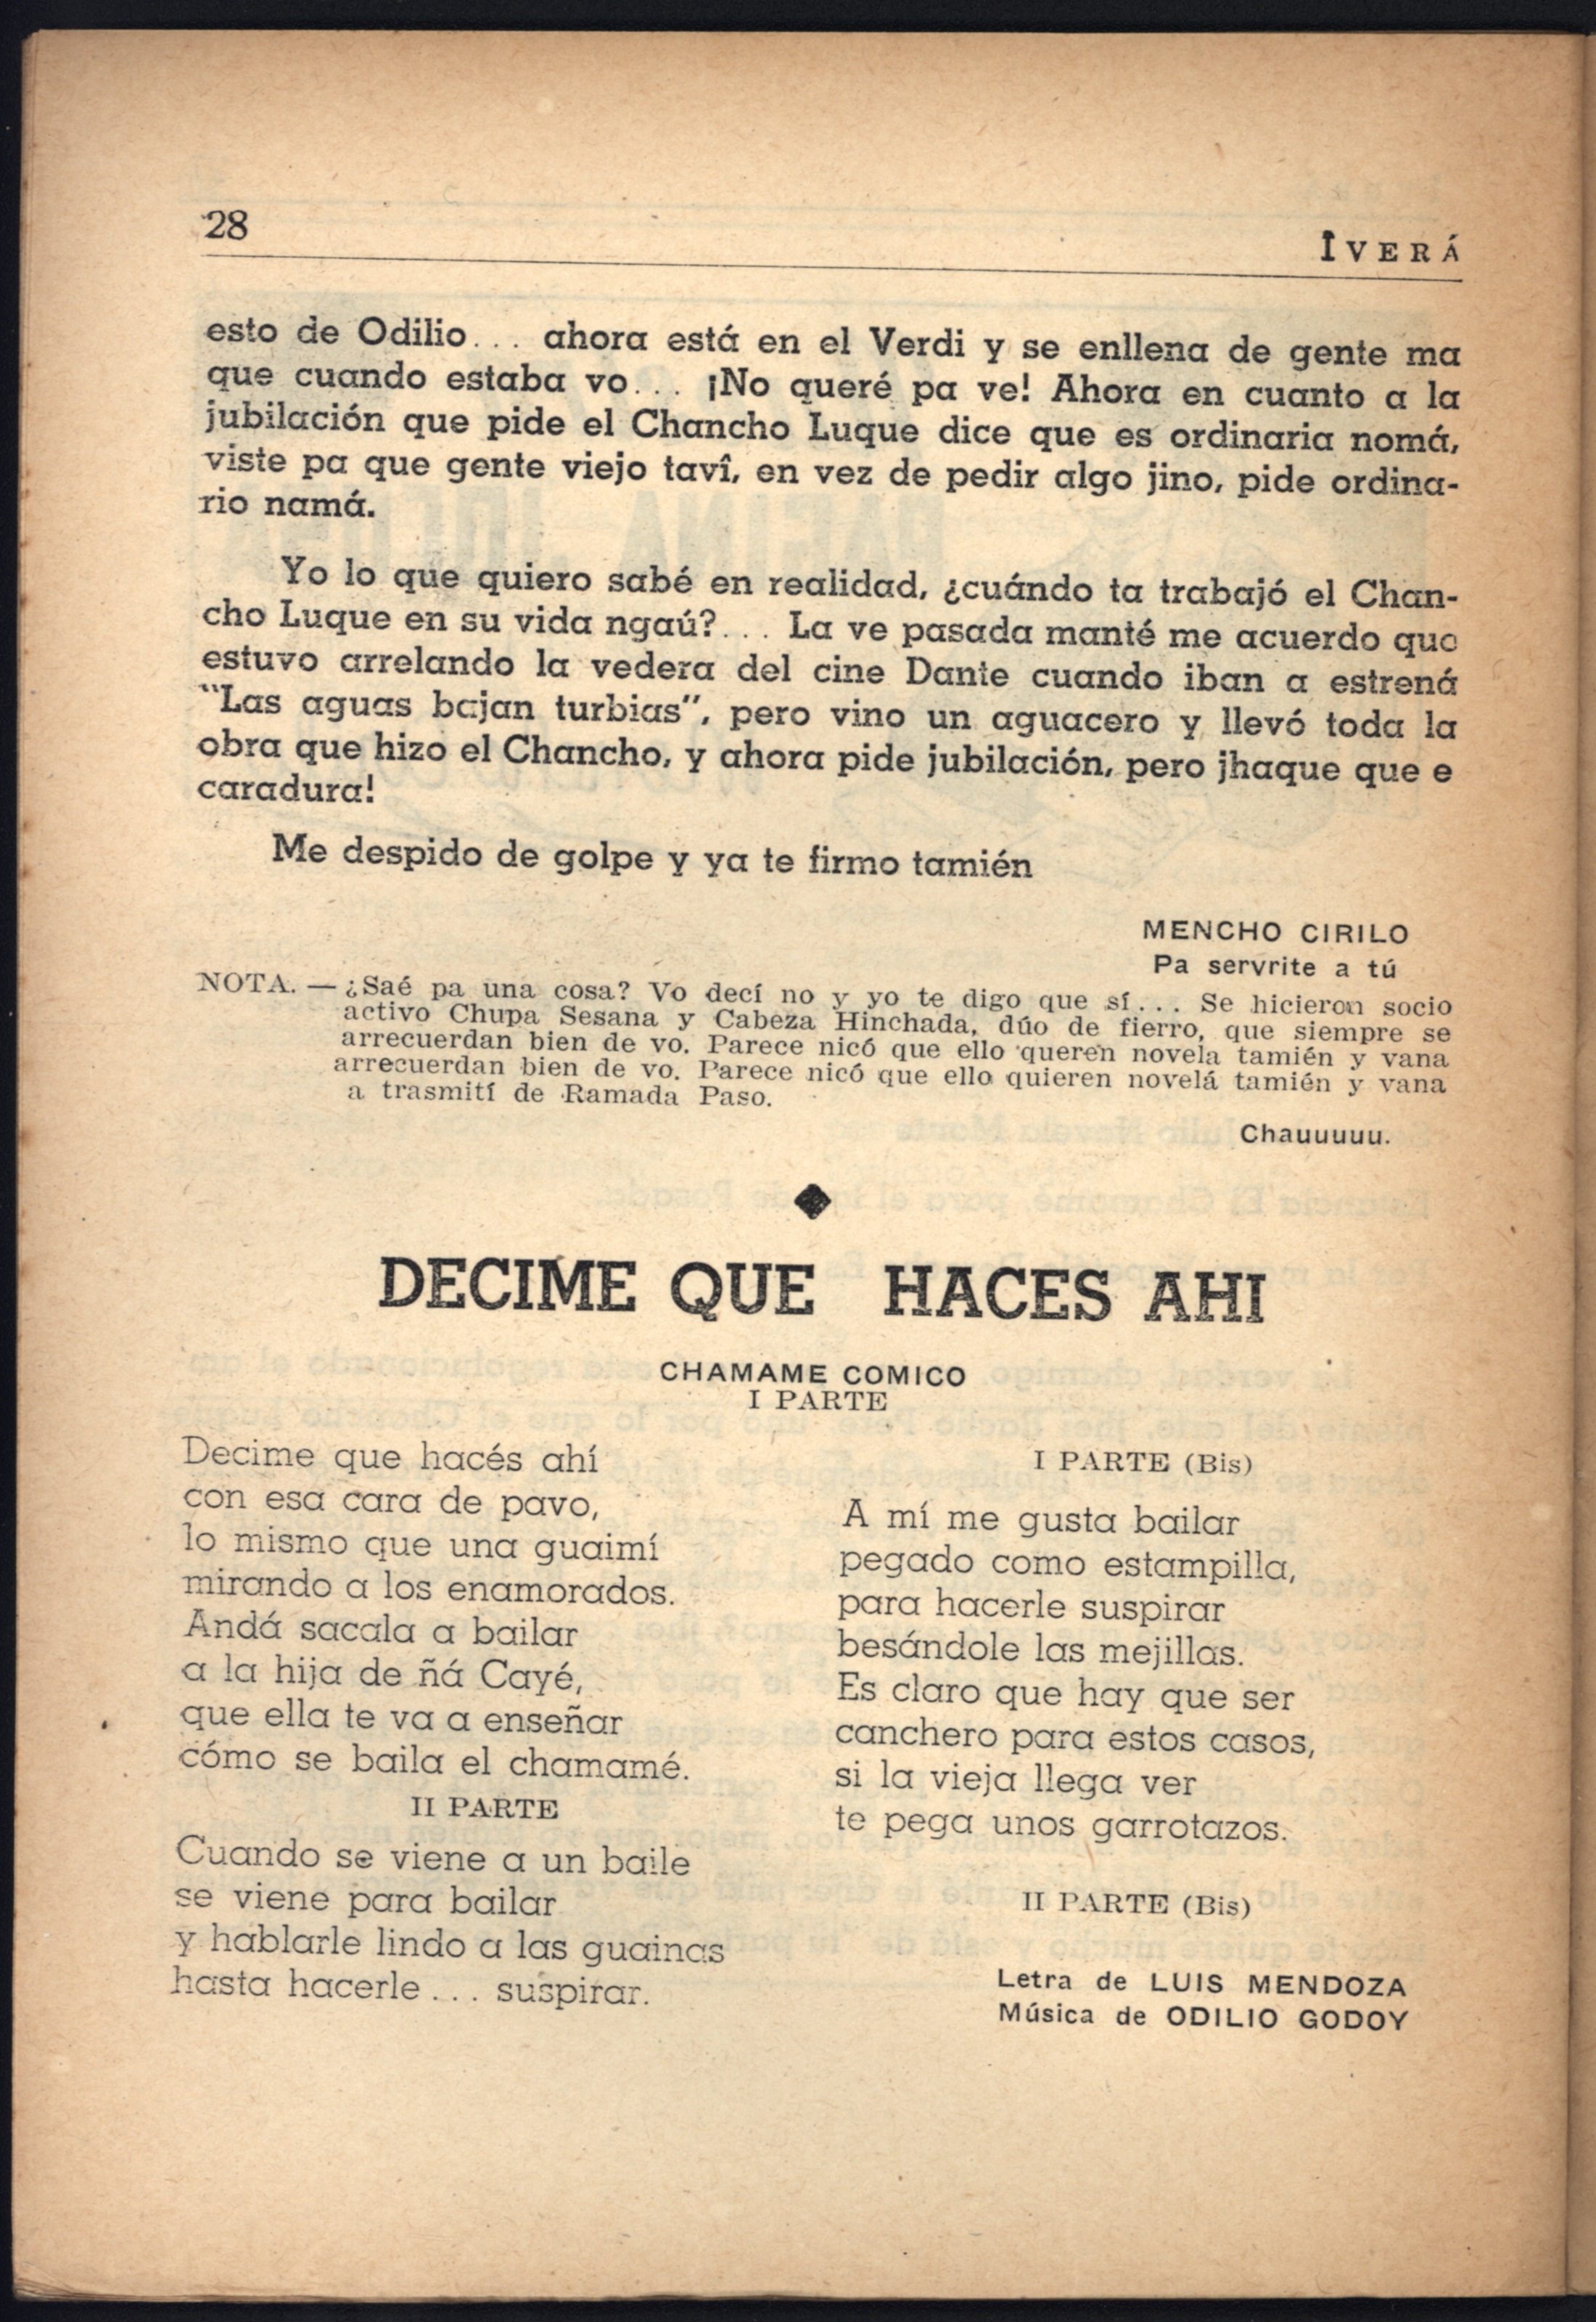 28
ÎVERÁ
esto de Odilio... ahora está en el Verdi y se enllena de gente ma
que cuando estaba vo... ¡No queré pa ve! Ahora en cuanto a la
jubilación que pide el Chancho Luque dice que es ordinaria nomá,
viste pa que gente viejo tavî, en vez de pedir algo jino, pide ordina-
rio namá.
Yo lo que quiero sabé en realidad, ¿cuándo ta trabajó el Chan-
cho Luque en su vida ngaú?... La ve pasada manté me acuerdo que
estuvo arrelando la vedera del cine Dante cuando iban a estrená
"Las aguas bajan turbias", pero vino un aguacero y llevó toda la
obra que hizo el Chancho, y ahora pide jubilación, pero jhaque que e
caradura!
Me despido de golpe y ya te firmo tamién
MENCHO CIRILO
Pa servrite a tú
NOTA. — ¿Saé pa una cosa? Vo decí no y yo te digo que sí... Se hicieron socio
activo Chupa Sesana y Cabeza Hinchada, dúo de fierro, que siempre se
arrecuerdan bien de vo. Parece nicó que ello queren novela tamién y vana
arrecuerdan bien de vo. Parece nicó que ello quieren novelá tamién y vana
a trasmití de Ramada Paso.
Chauuuuu.
DECIME QUE HACES AHI
CHAMAME COMICO
I PARTE
Decime que hacés ahí
con esa cara de pavo,
lo mismo que una guaimí
mirando a los enamorados.
Andá sacala a bailar
a la hija de ñá Cayé,
que ella te va a enseñar
cómo se baila el chamamé.
II PARTE
Cuando se viene a un baile
se viene para bailar
y hablarle lindo a las guainas
hasta hacerle... suspirar.
I PARTE (Bis)
A mí me gusta bailar
pegado como estampilla,
para hacerle suspirar
besándole las mejillas.
Es claro que hay que ser
canchero para estos casos,
si la vieja llega ver
te pega unos garrotazos.
II PARTE (Bis)
Letra de LUIS MENDOZA
Música de ODILIO GODOY